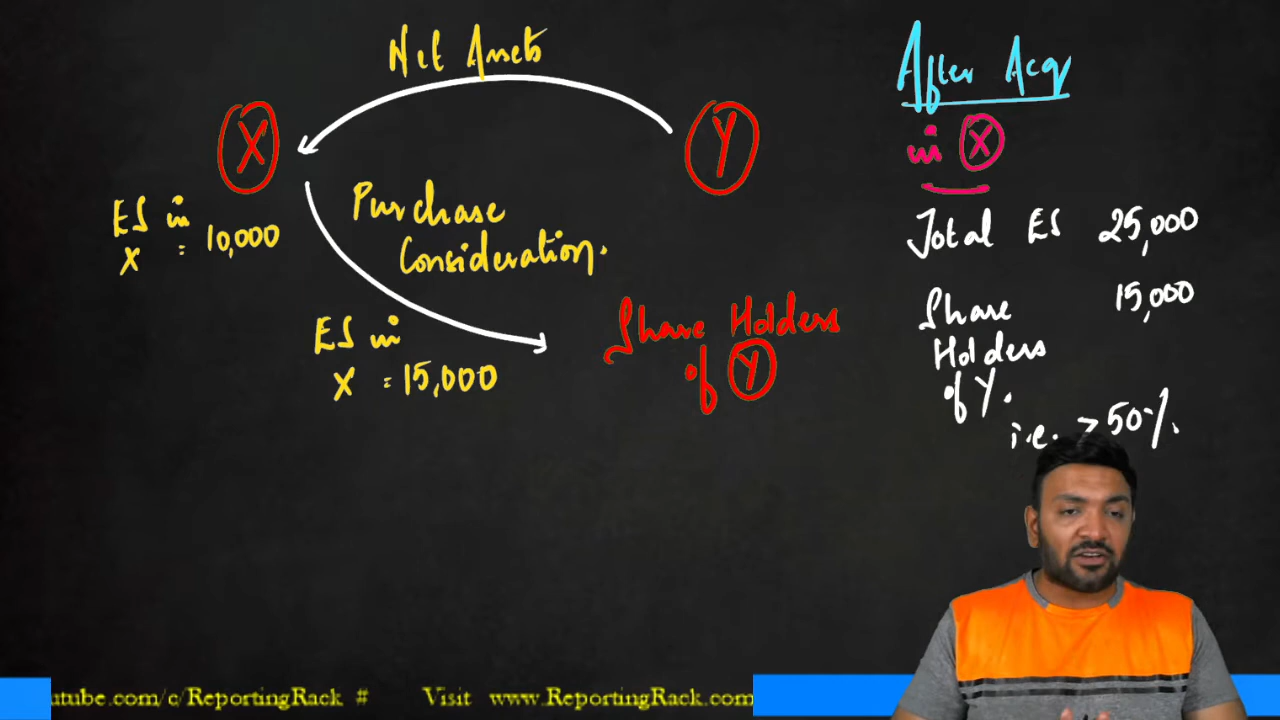 Net Assets
X
Y
ES in
X = 10,000
Purchase
Consideration.
ES in
X = 15,000
Share Holders
of Y
After Acq
in X
Total ES 25,000
Share 15,000
Holders
of Y.
i.e. > 50%.
utube.com/c/ReportingRack # Visit www.ReportingRack.com